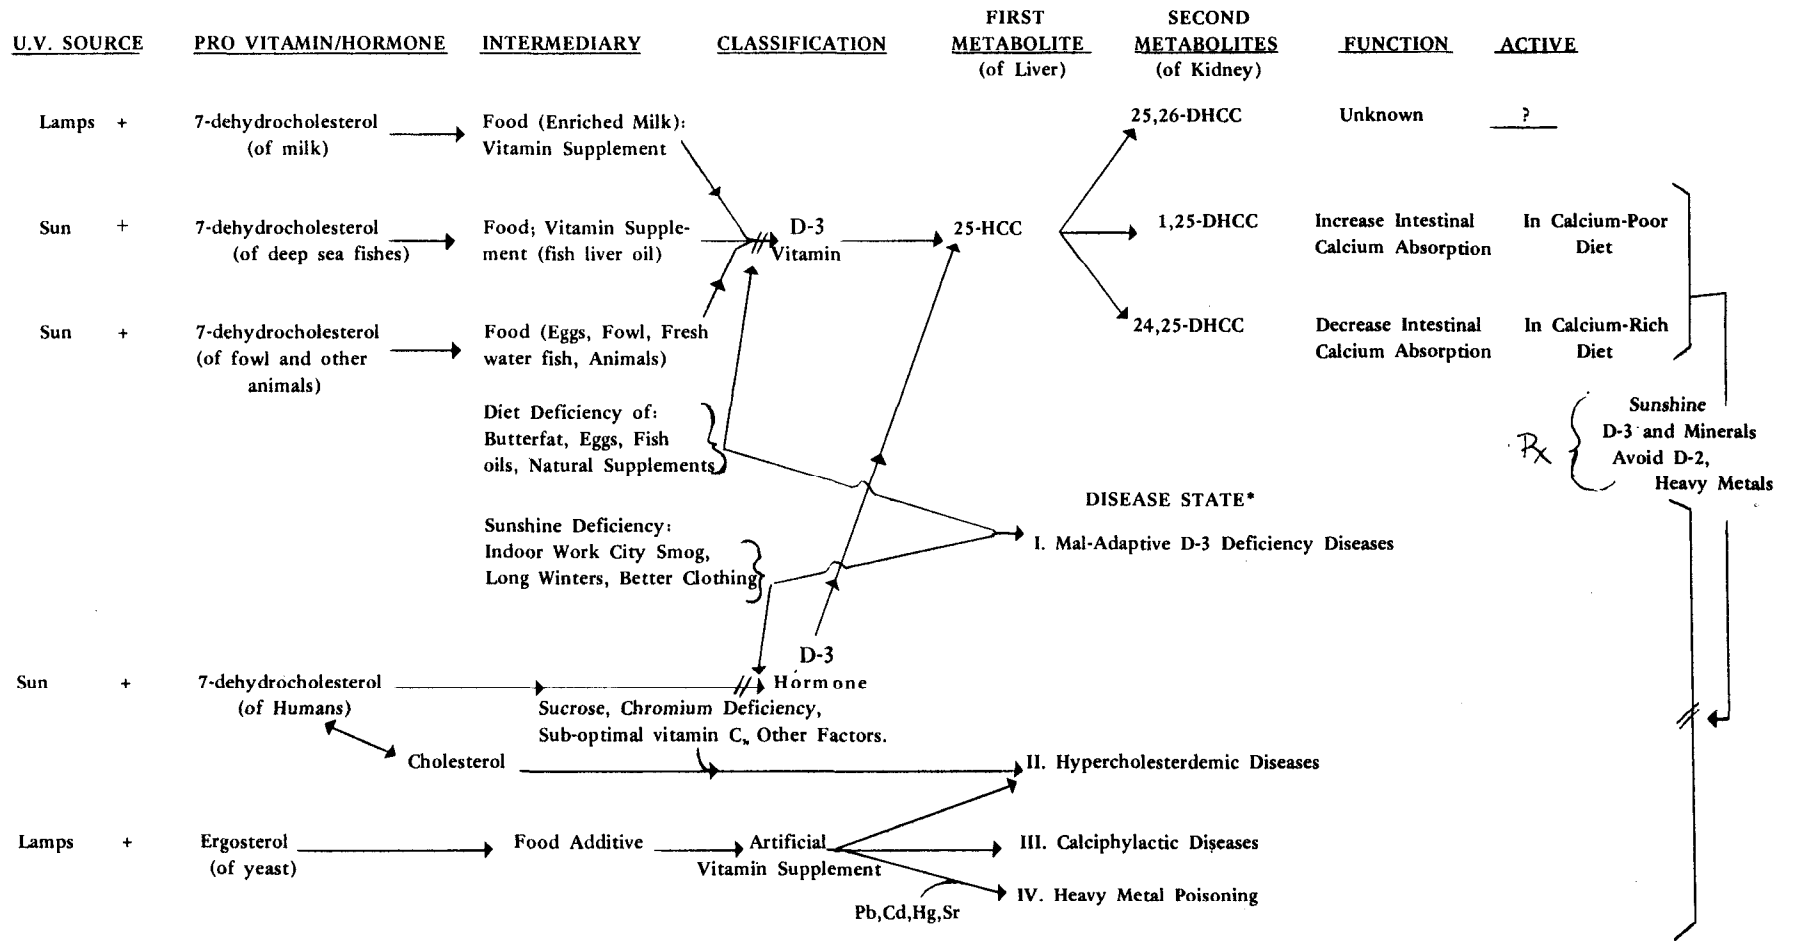 FIRST
SECOND
U.V. SOURCE PRO VITAMIN/HORMONE INTERMEDIARY CLASSIFICATION METABOLITE METABOLITES FUNCTION ACTIVE
(of Liver) (of Kidney)
Lamps + 7-dehydrocholesterol
(of milk)
Food (Enriched Milk):
Vitamin Supplement
25,26-DHCC Unknown ?
Sun + 7-dehydrocholesterol
(of deep sea fishes)
Food; Vitamin Supple-
ment (fish liver oil)
D-3
Vitamin
25-HCC
1,25-DHCC
Increase Intestinal
Calcium Absorption
In Calcium-Poor
Diet
Sun + 7-dehydrocholesterol
(of fowl and other
animals)
Food (Eggs, Fowl, Fresh
water fish, Animals)
24,25-DHCC
Decrease Intestinal
Calcium Absorption
In Calcium-Rich
Diet
Diet Deficiency of:
Butterfat, Eggs, Fish
oils, Natural Supplements
Rx
Sunshine
D-3 and Minerals
Avoid D-2,
Heavy Metals
DISEASE STATE*
Sunshine Deficiency:
Indoor Work City Smog,
Long Winters, Better Clothing
I. Mal-Adaptive D-3 Deficiency Diseases
D-3
Hormone
Sun + 7-dehydrocholesterol
(of Humans)
Sucrose, Chromium Deficiency,
Sub-optimal vitamin C, Other Factors.
Cholesterol
II. Hypercholesterdemic Diseases
Lamps + Ergosterol
(of yeast)
Food Additive
Artificial
Vitamin Supplement
III. Calciphylactic Diseases
IV. Heavy Metal Poisoning
Pb,Cd,Hg,Sr